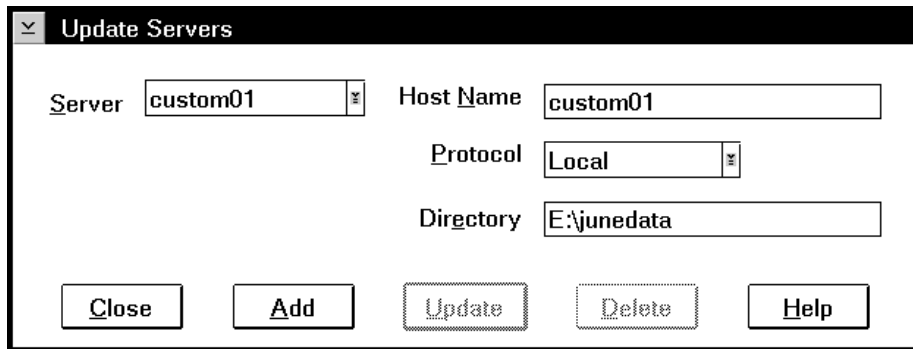 Update Servers
Server custom01 Host Name custom01
Protocol Local
Directory E:\junedata
Close Add Update Delete Help